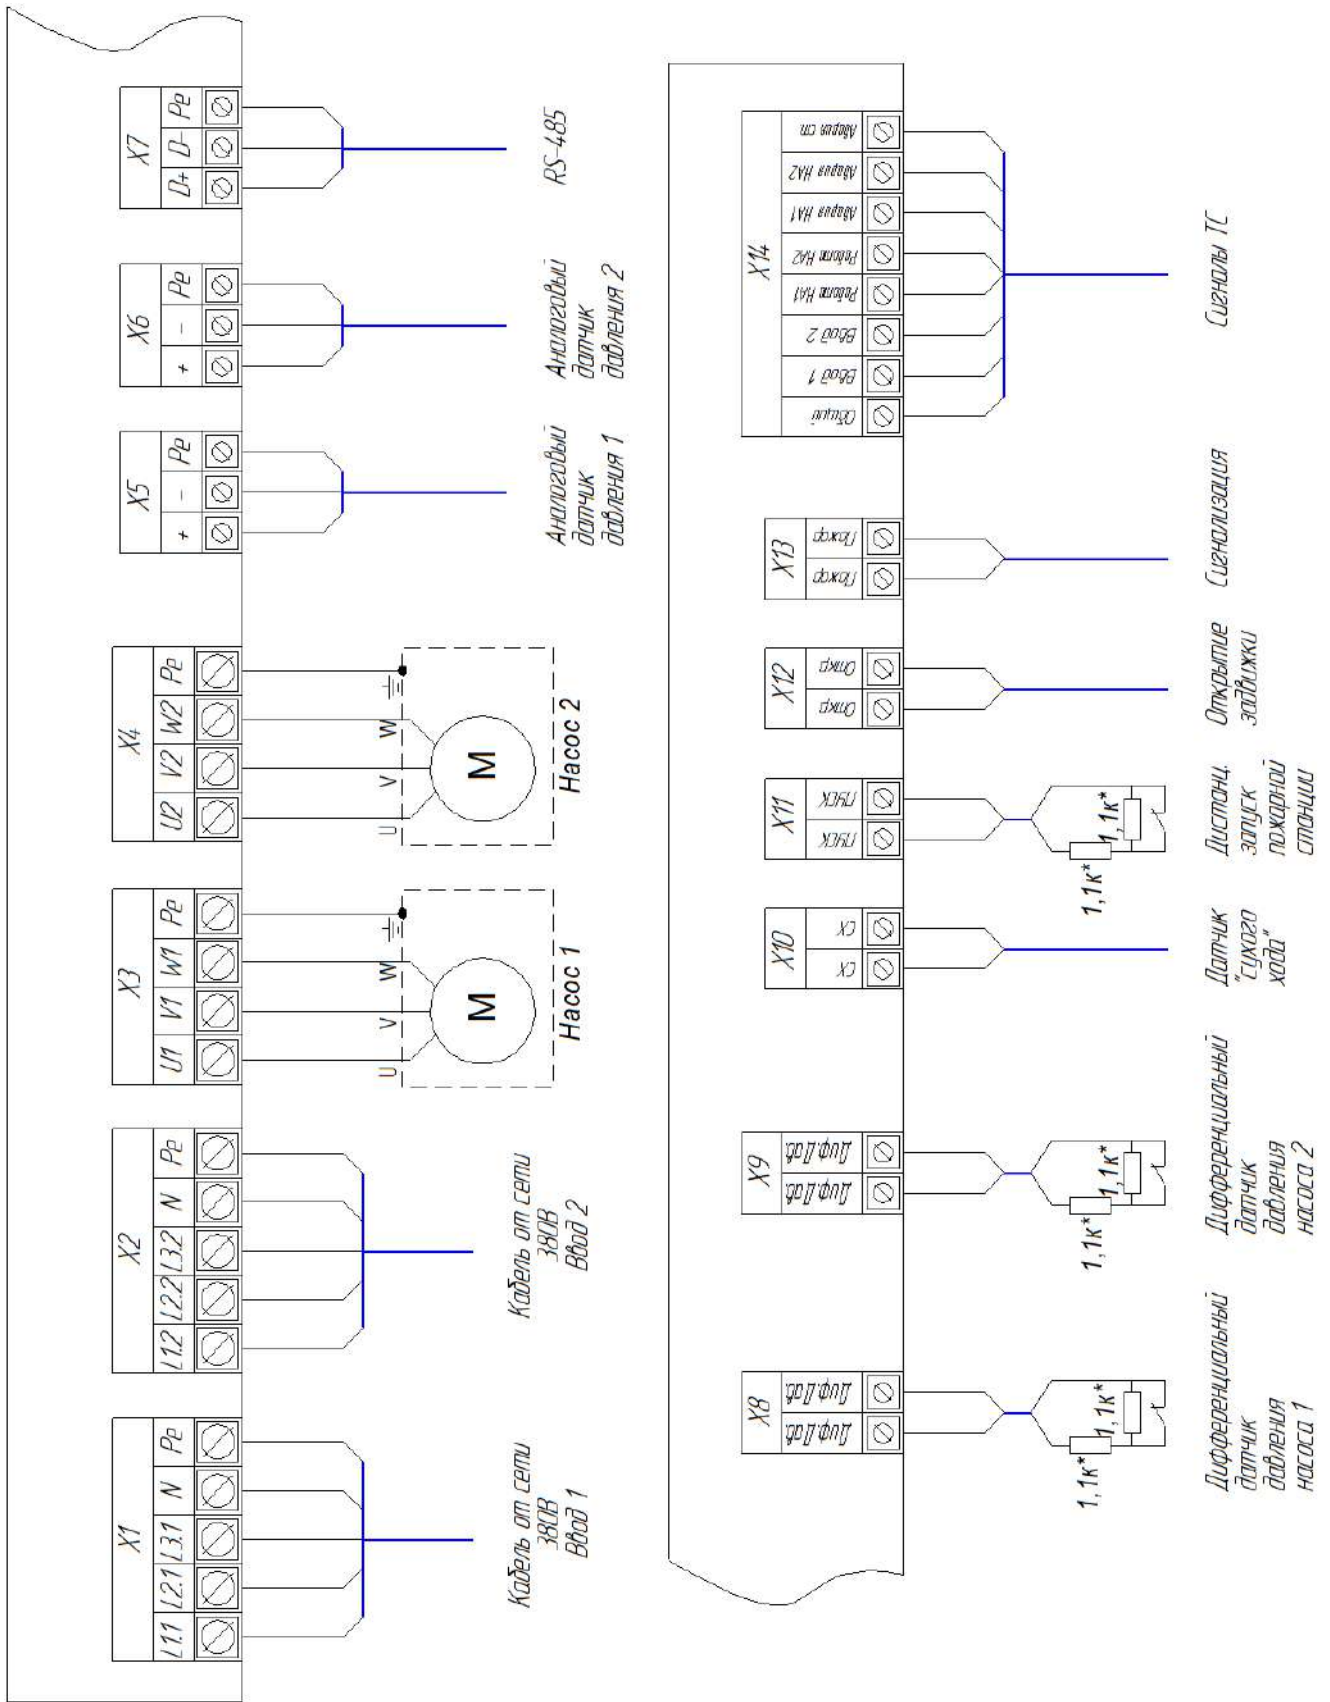 X1
L1.1 L2.1 L3.1 N Pe
Кабель от сети
380В
Ввод 1
X2
L1.2 L2.2 L3.2 N Pe
Кабель от сети
380В
Ввод 2
X3
U1 V1 W1 Pe
U V W
M
Насос 1
X4
U2 V2 W2 Pe
U V W
M
Насос 2
X5
+ - Pe
Аналоговый
датчик
давления 1
X6
+ - Pe
Аналоговый
датчик
давления 2
X7
D+ D- Pe
RS-485
X8
Диф.Дав.
Диф.Дав.
1,1к*
1,1к*
Дифференциальный
датчик
давления
насоса 1
X9
Диф.Дав.
Диф.Дав.
1,1к*
1,1к*
Дифференциальный
датчик
давления
насоса 2
X10
СХ
СХ
Датчик
"сухого
хода"
X11
ПУСК
ПУСК
1,1к*
1,1к*
Дистанц.
запуск
пожарной
станции
X12
Откр
Откр
Открытие
задвижки
X13
Пожар
Пожар
Сигнализация
X14
Общий
Ввод 1
Ввод 2
Работа НА1
Работа НА2
Авария НА1
Авария НА2
Авария ст
Сигналы ТС